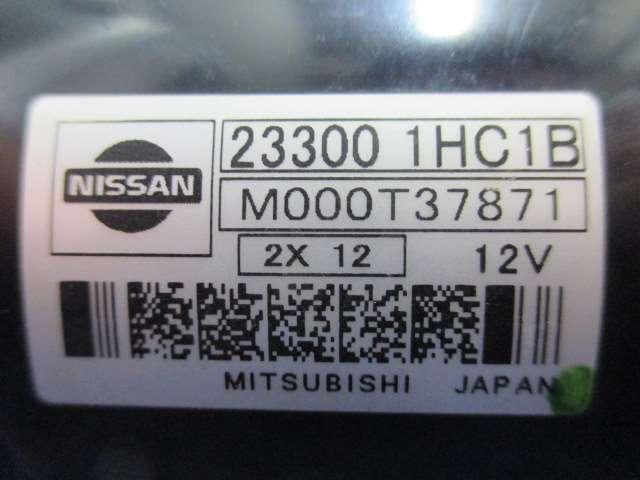 NISSAN
23300 1HC1B
M000T37871
2X 12 12V
MITSUBISHI JAPAN